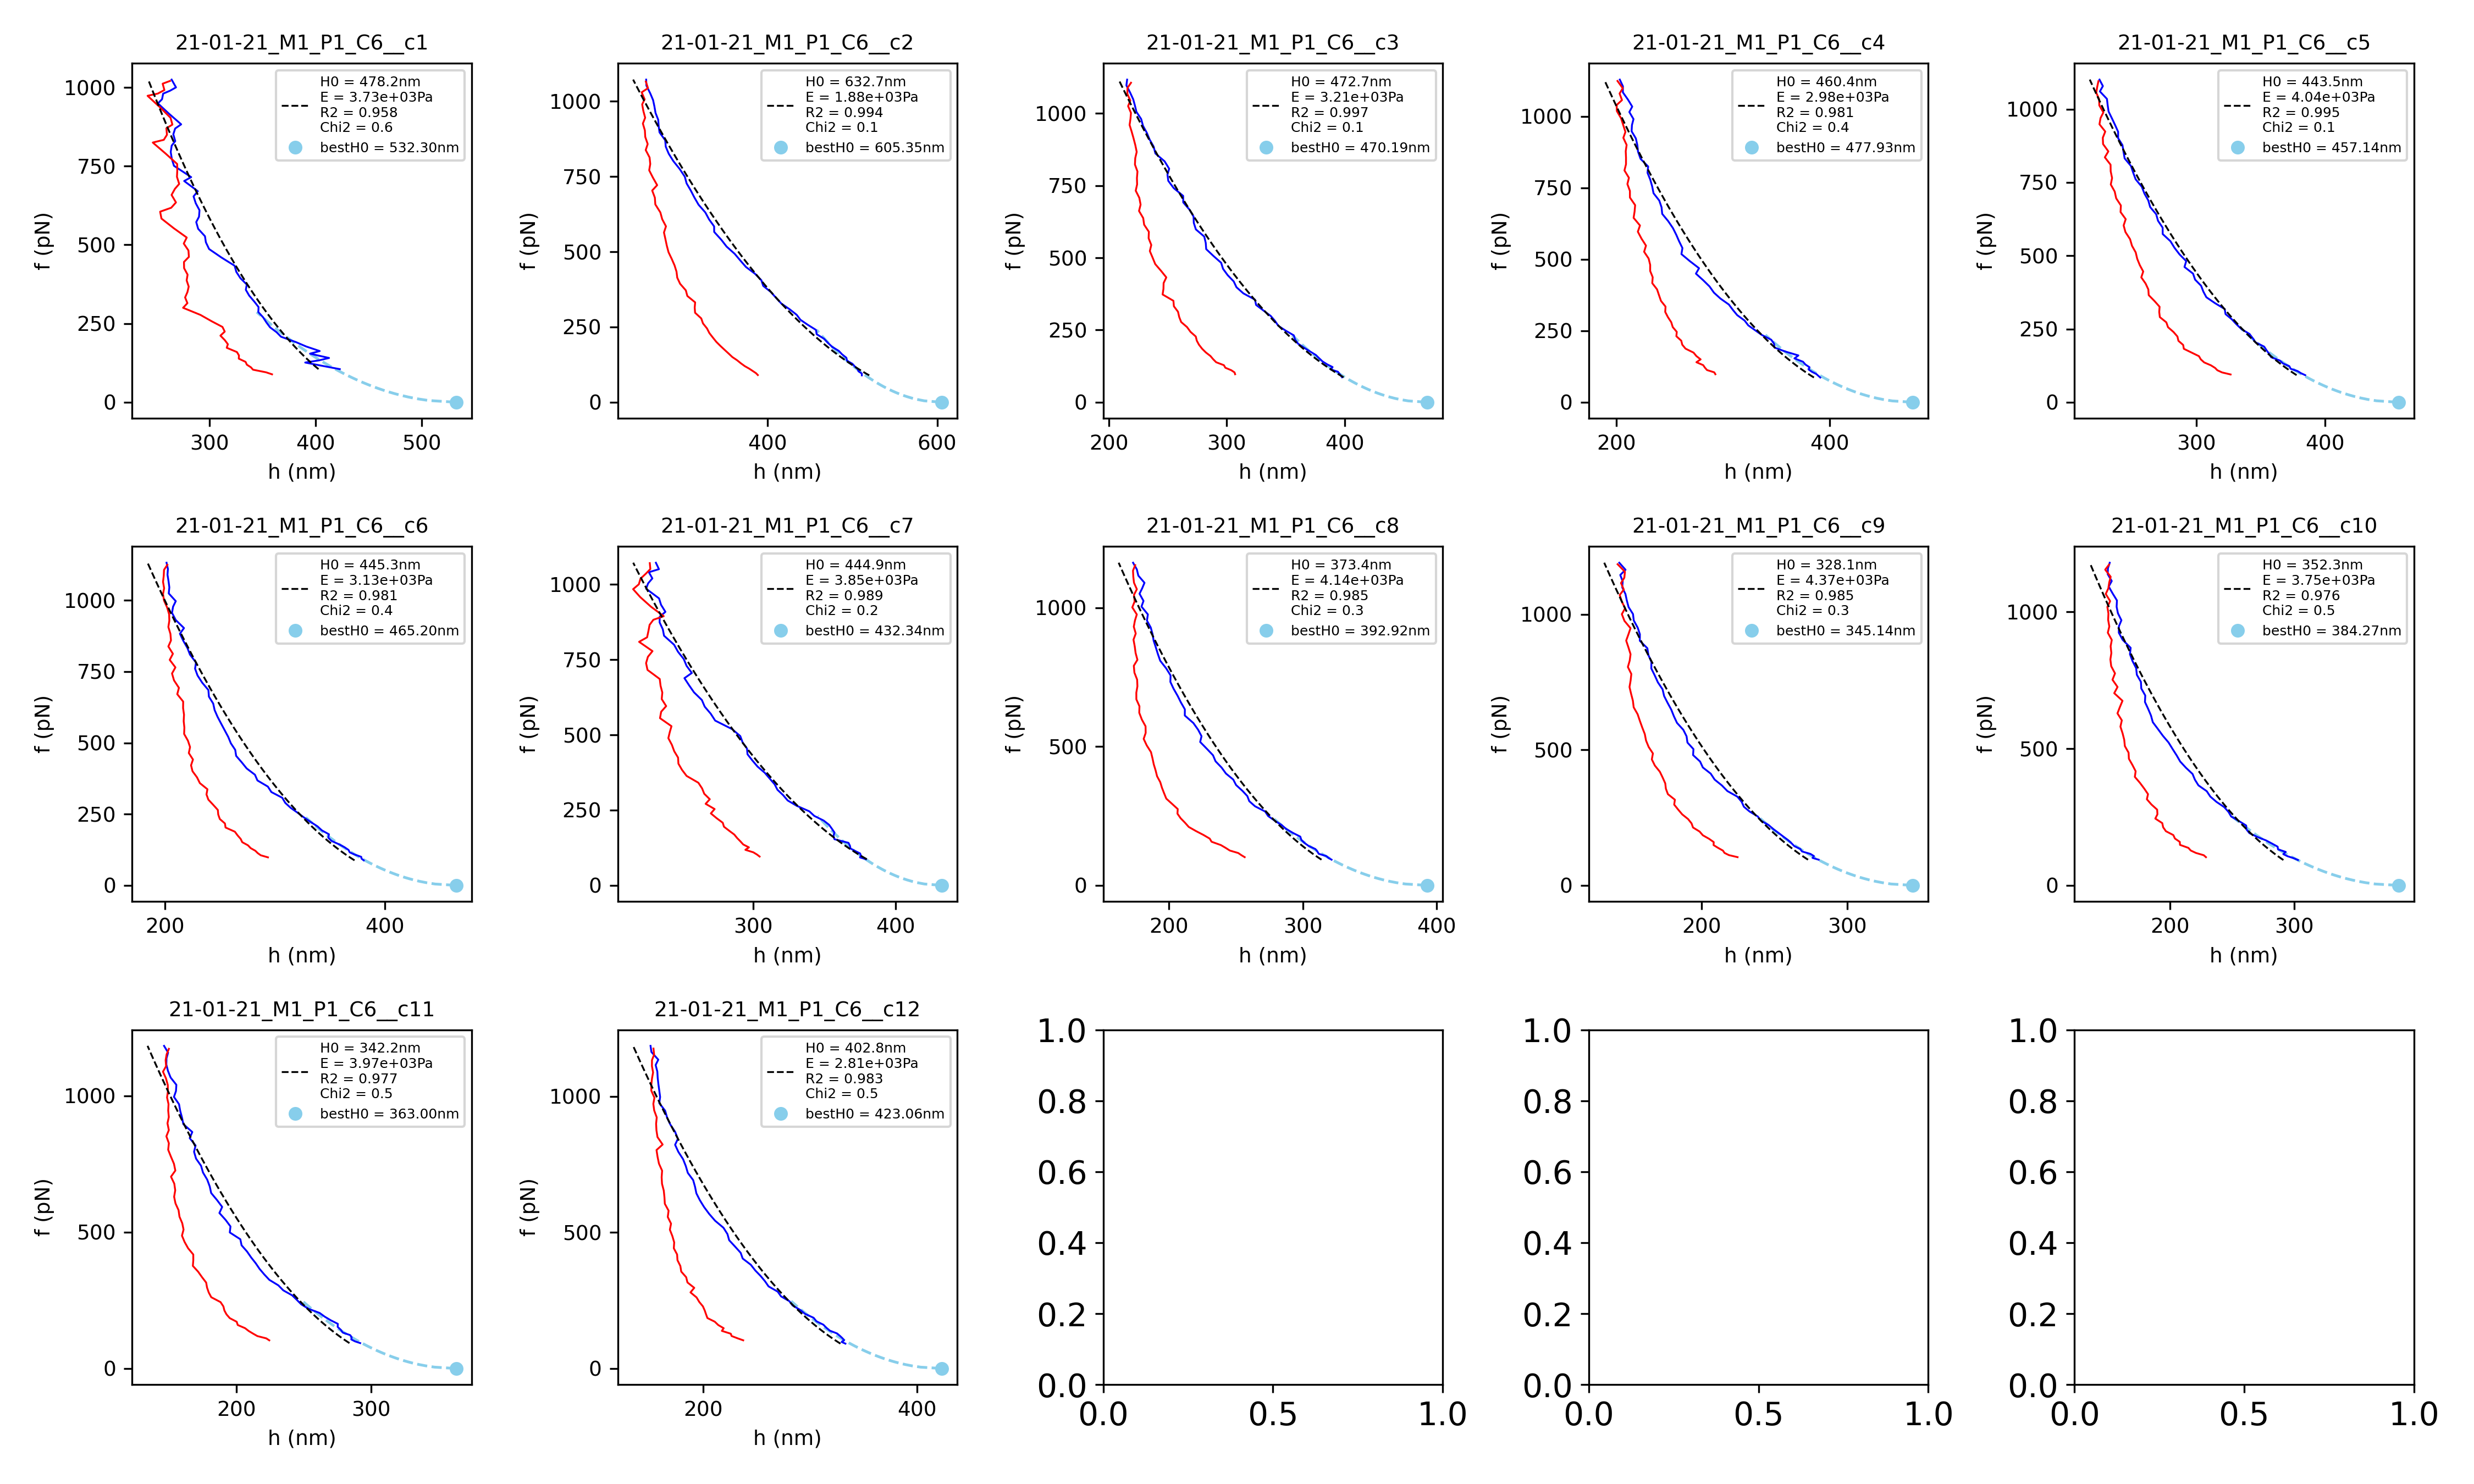 21-01-21_M1_P1_C6__c1
H0 = 478.2nm
E = 3.73e+03Pa
R2 = 0.958
Chi2 = 0.6
bestH0 = 532.30nm
1000
750
500
250
0
f (pN)
300 400 500
h (nm)
21-01-21_M1_P1_C6__c2
H0 = 632.7nm
E = 1.88e+03Pa
R2 = 0.994
Chi2 = 0.1
bestH0 = 605.35nm
1000
750
500
250
0
f (pN)
400 600
h (nm)
21-01-21_M1_P1_C6__c3
H0 = 472.7nm
E = 3.21e+03Pa
R2 = 0.997
Chi2 = 0.1
bestH0 = 470.19nm
1000
750
500
250
0
f (pN)
200 300 400
h (nm)
21-01-21_M1_P1_C6__c4
H0 = 460.4nm
E = 2.98e+03Pa
R2 = 0.981
Chi2 = 0.4
bestH0 = 477.93nm
1000
750
500
250
0
f (pN)
200 400
h (nm)
21-01-21_M1_P1_C6__c5
H0 = 443.5nm
E = 4.04e+03Pa
R2 = 0.995
Chi2 = 0.1
bestH0 = 457.14nm
1000
750
500
250
0
f (pN)
300 400
h (nm)
21-01-21_M1_P1_C6__c6
H0 = 445.3nm
E = 3.13e+03Pa
R2 = 0.981
Chi2 = 0.4
bestH0 = 465.20nm
1000
750
500
250
0
f (pN)
200 400
h (nm)
21-01-21_M1_P1_C6__c7
H0 = 444.9nm
E = 3.85e+03Pa
R2 = 0.989
Chi2 = 0.2
bestH0 = 432.34nm
1000
750
500
250
0
f (pN)
300 400
h (nm)
21-01-21_M1_P1_C6__c8
H0 = 373.4nm
E = 4.14e+03Pa
R2 = 0.985
Chi2 = 0.3
bestH0 = 392.92nm
1000
500
0
f (pN)
200 300 400
h (nm)
21-01-21_M1_P1_C6__c9
H0 = 328.1nm
E = 4.37e+03Pa
R2 = 0.985
Chi2 = 0.3
bestH0 = 345.14nm
1000
500
0
f (pN)
200 300
h (nm)
21-01-21_M1_P1_C6__c10
H0 = 352.3nm
E = 3.75e+03Pa
R2 = 0.976
Chi2 = 0.5
bestH0 = 384.27nm
1000
500
0
f (pN)
200 300
h (nm)
21-01-21_M1_P1_C6__c11
H0 = 342.2nm
E = 3.97e+03Pa
R2 = 0.977
Chi2 = 0.5
bestH0 = 363.00nm
1000
500
0
f (pN)
200 300
h (nm)
21-01-21_M1_P1_C6__c12
H0 = 402.8nm
E = 2.81e+03Pa
R2 = 0.983
Chi2 = 0.5
bestH0 = 423.06nm
1000
500
0
f (pN)
200 400
h (nm)
1.0
0.8
0.6
0.4
0.2
0.0
0.0 0.5 1.0
1.0
0.8
0.6
0.4
0.2
0.0
0.0 0.5 1.0
1.0
0.8
0.6
0.4
0.2
0.0
0.0 0.5 1.0